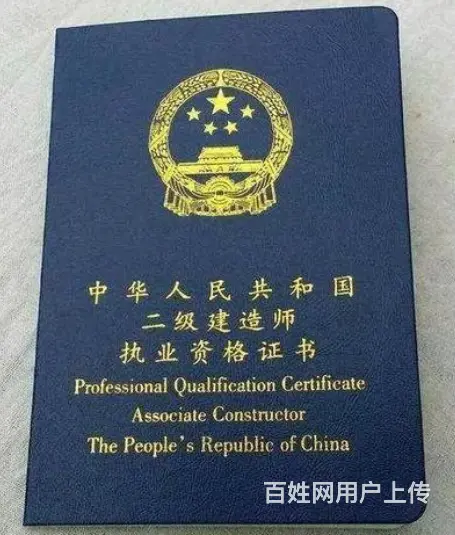 中华人民共和国
二级建造师
执业资格证书
Professional Qualification Certificate
Associate Constructor
The People's Republic of China
百姓网用户上传